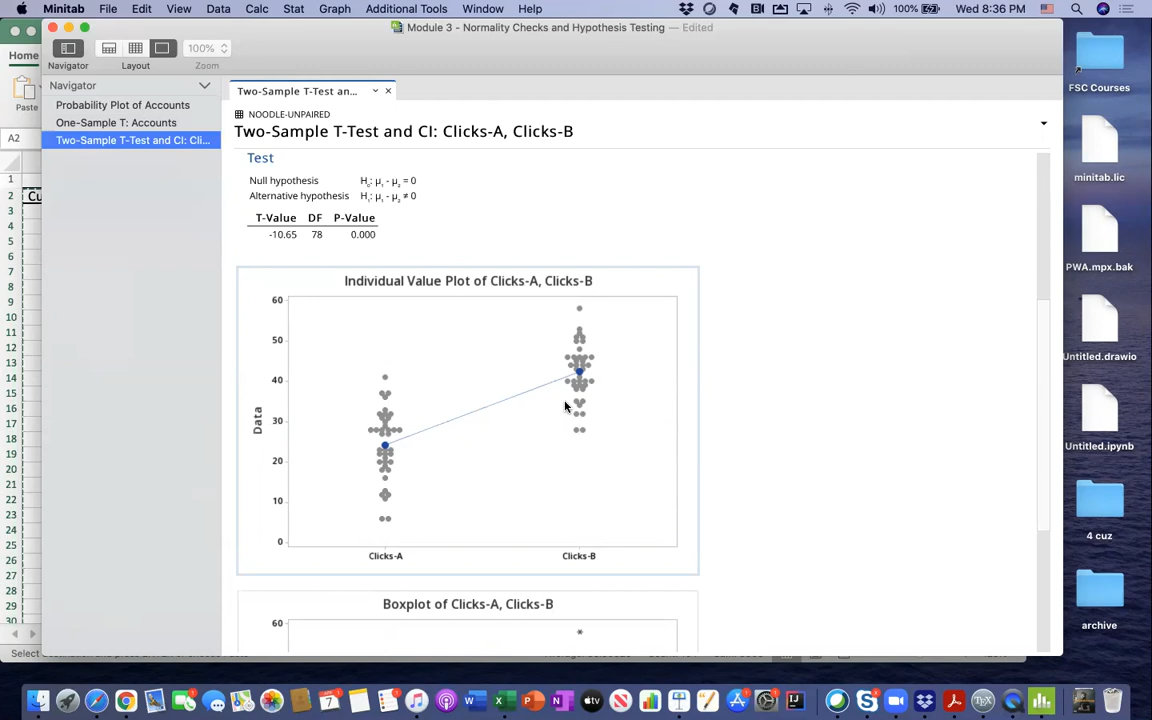 Minitab File Edit View Data Calc Stat Graph Additional Tools Window Help 100% Wed 8:36 PM
Module 3 - Normality Checks and Hypothesis Testing — Edited
Home
Navigator
Layout
100%
Zoom
Paste
A2
Navigator
Probability Plot of Accounts
One-Sample T: Accounts
Two-Sample T-Test and CI: Cli...
Two-Sample T-Test an...
NOODLE-UNPAIRED
Two-Sample T-Test and CI: Clicks-A, Clicks-B
Test
Null hypothesis H₀: µ₁ - µ₂ = 0
Alternative hypothesis H₁: µ₁ - µ₂ ≠ 0
T-Value DF P-Value
-10.65 78 0.000
Individual Value Plot of Clicks-A, Clicks-B
60
50
40
30
20
10
0
Data
Clicks-A Clicks-B
Boxplot of Clicks-A, Clicks-B
60
1
2
3
4
5
6
7
8
9
10
11
12
13
14
15
16
17
18
19
20
21
22
23
24
25
26
27
28
29
30
Cu
FSC Courses
minitab.lic
PWA.mpx.bak
Untitled.drawio
Untitled.ipynb
4 cuz
archive